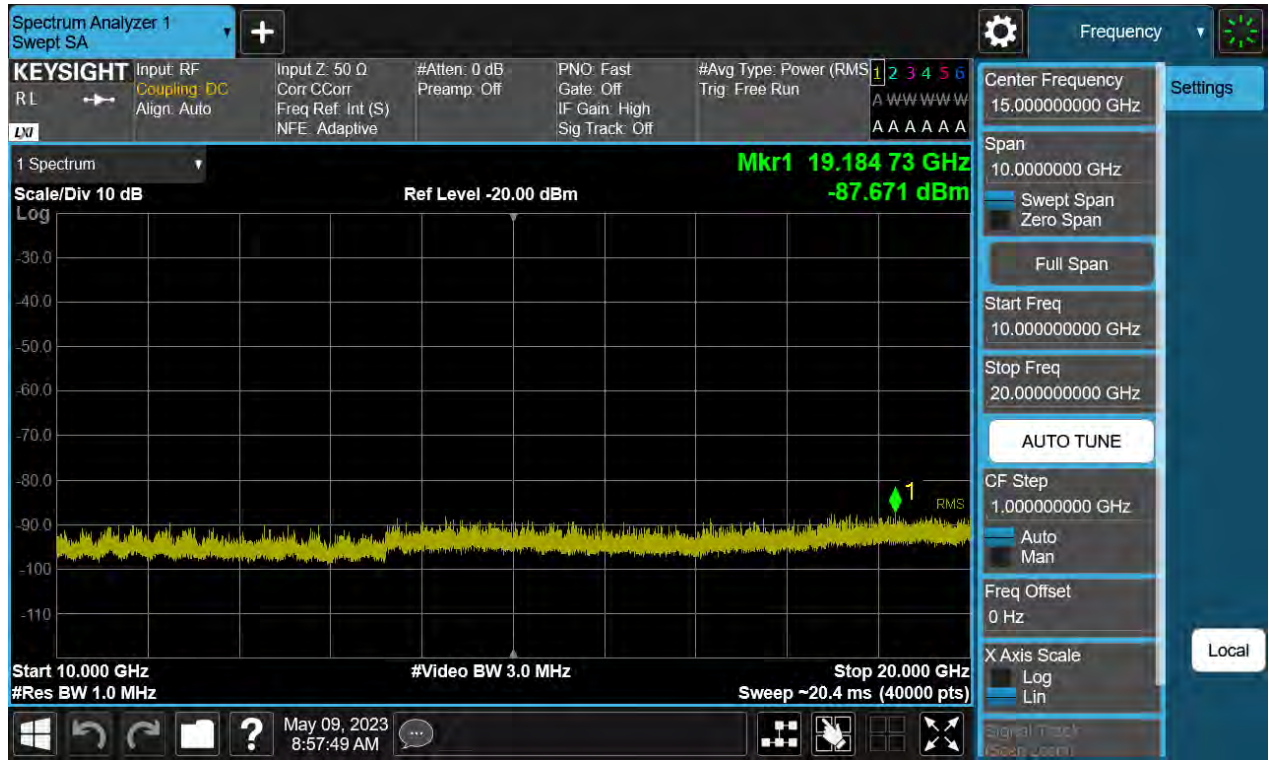 Spectrum Analyzer 1
Swept SA
Frequency
KEYSIGHT
RL
LXI
Input: RF
Coupling: DC
Align: Auto
Input Z: 50 Ω
Corr CCorr
Freq Ref: Int (S)
NFE: Adaptive
#Atten: 0 dB
Preamp: Off
PNO: Fast
Gate: Off
IF Gain: High
Sig Track: Off
#Avg Type: Power (RMS
Trig: Free Run
1 2 3 4 5 6
A W W W W W
A A A A A A
1 Spectrum
Scale/Div 10 dB
Ref Level -20.00 dBm
Mkr1 19.184 73 GHz
-87.671 dBm
Log
-30.0
-40.0
-50.0
-60.0
-70.0
-80.0
-90.0
-100
-110
1
RMS
Start 10.000 GHz
#Res BW 1.0 MHz
#Video BW 3.0 MHz
Stop 20.000 GHz
Sweep ~20.4 ms (40000 pts)
Center Frequency
15.000000000 GHz
Span
10.0000000 GHz
Swept Span
Zero Span
Full Span
Start Freq
10.000000000 GHz
Stop Freq
20.000000000 GHz
AUTO TUNE
CF Step
1.000000000 GHz
Auto
Man
Freq Offset
0 Hz
X Axis Scale
Log
Lin
Signal Track
(Span Zoom)
Settings
Local
?
May 09, 2023
8:57:49 AM